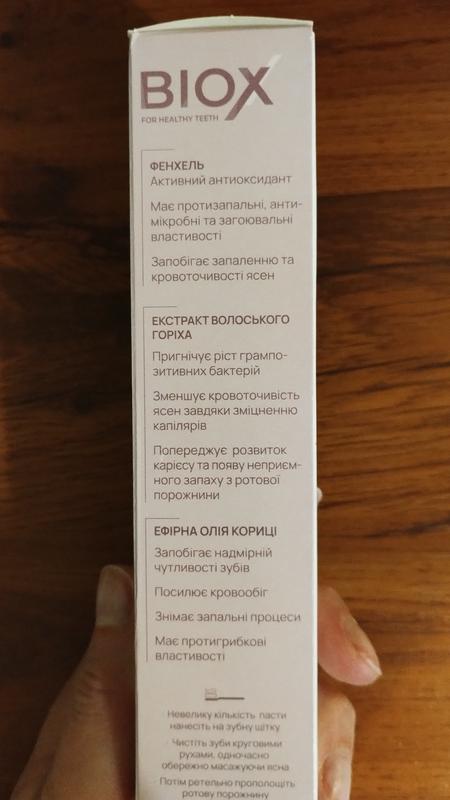 BIOX
FOR HEALTHY TEETH
ФЕНХЕЛЬ
Активний антиоксидант
Має протизапальні, анти-
мікробні та загоювальні
властивості
Запобігає запаленню та
кровоточивості ясен
ЕКСТРАКТ ВОЛОСЬКОГО
ГОРІХА
Пригнічує ріст грампо-
зитивних бактерій
Зменшує кровоточивість
ясен завдяки зміцненню
капілярів
Попереджує розвиток
карієсу та появу неприєм-
ного запаху з ротової
порожнини
ЕФІРНА ОЛІЯ КОРИЦІ
Запобігає надмірній
чутливості зубів
Посилює кровообіг
Знімає запальні процеси
Має протигрибкові
властивості
Невелику кількість пасти
нанесіть на зубну щітку
Чистіть зуби круговими
рухами, одночасно
обережно масажуючи ясна
Потім ретельно прополощіть
ротову порожнину